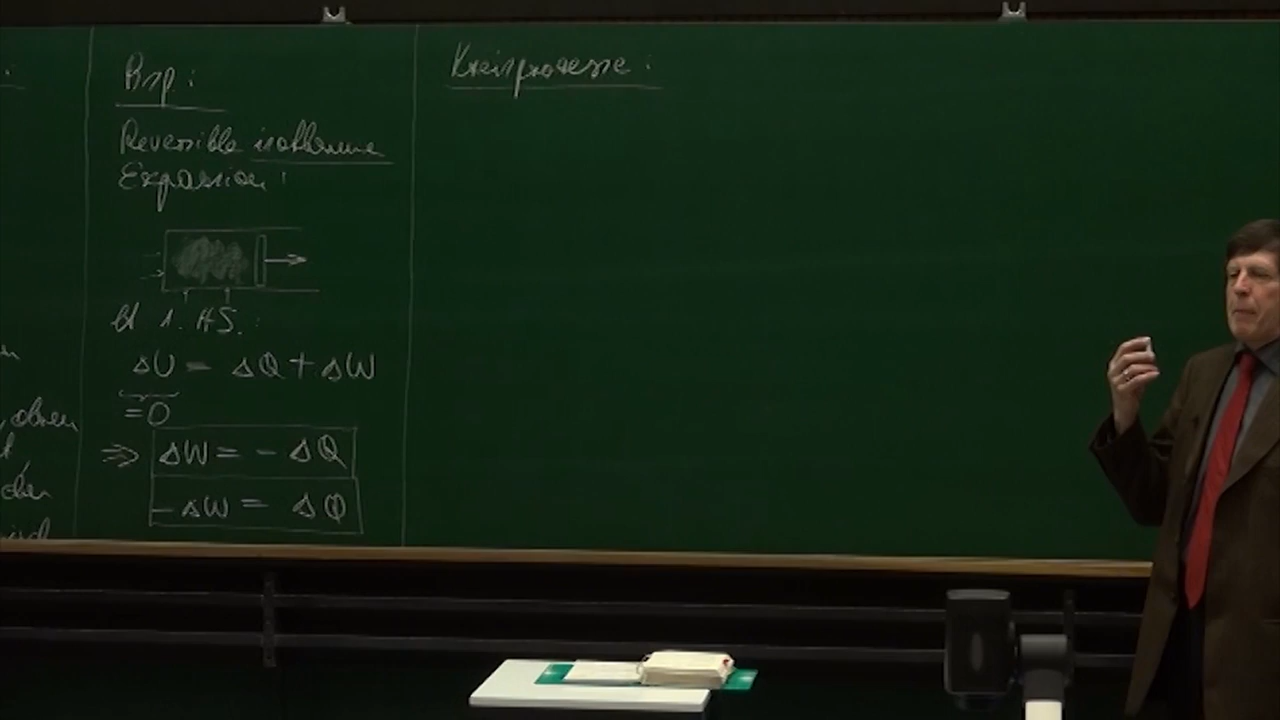 Bsp:
Reversible isotherme
Expansion:
1. HS.:
ΔU = ΔQ + ΔW
= 0
⇒ ΔW = - ΔQ
- ΔW = ΔQ
Kreisprozesse: